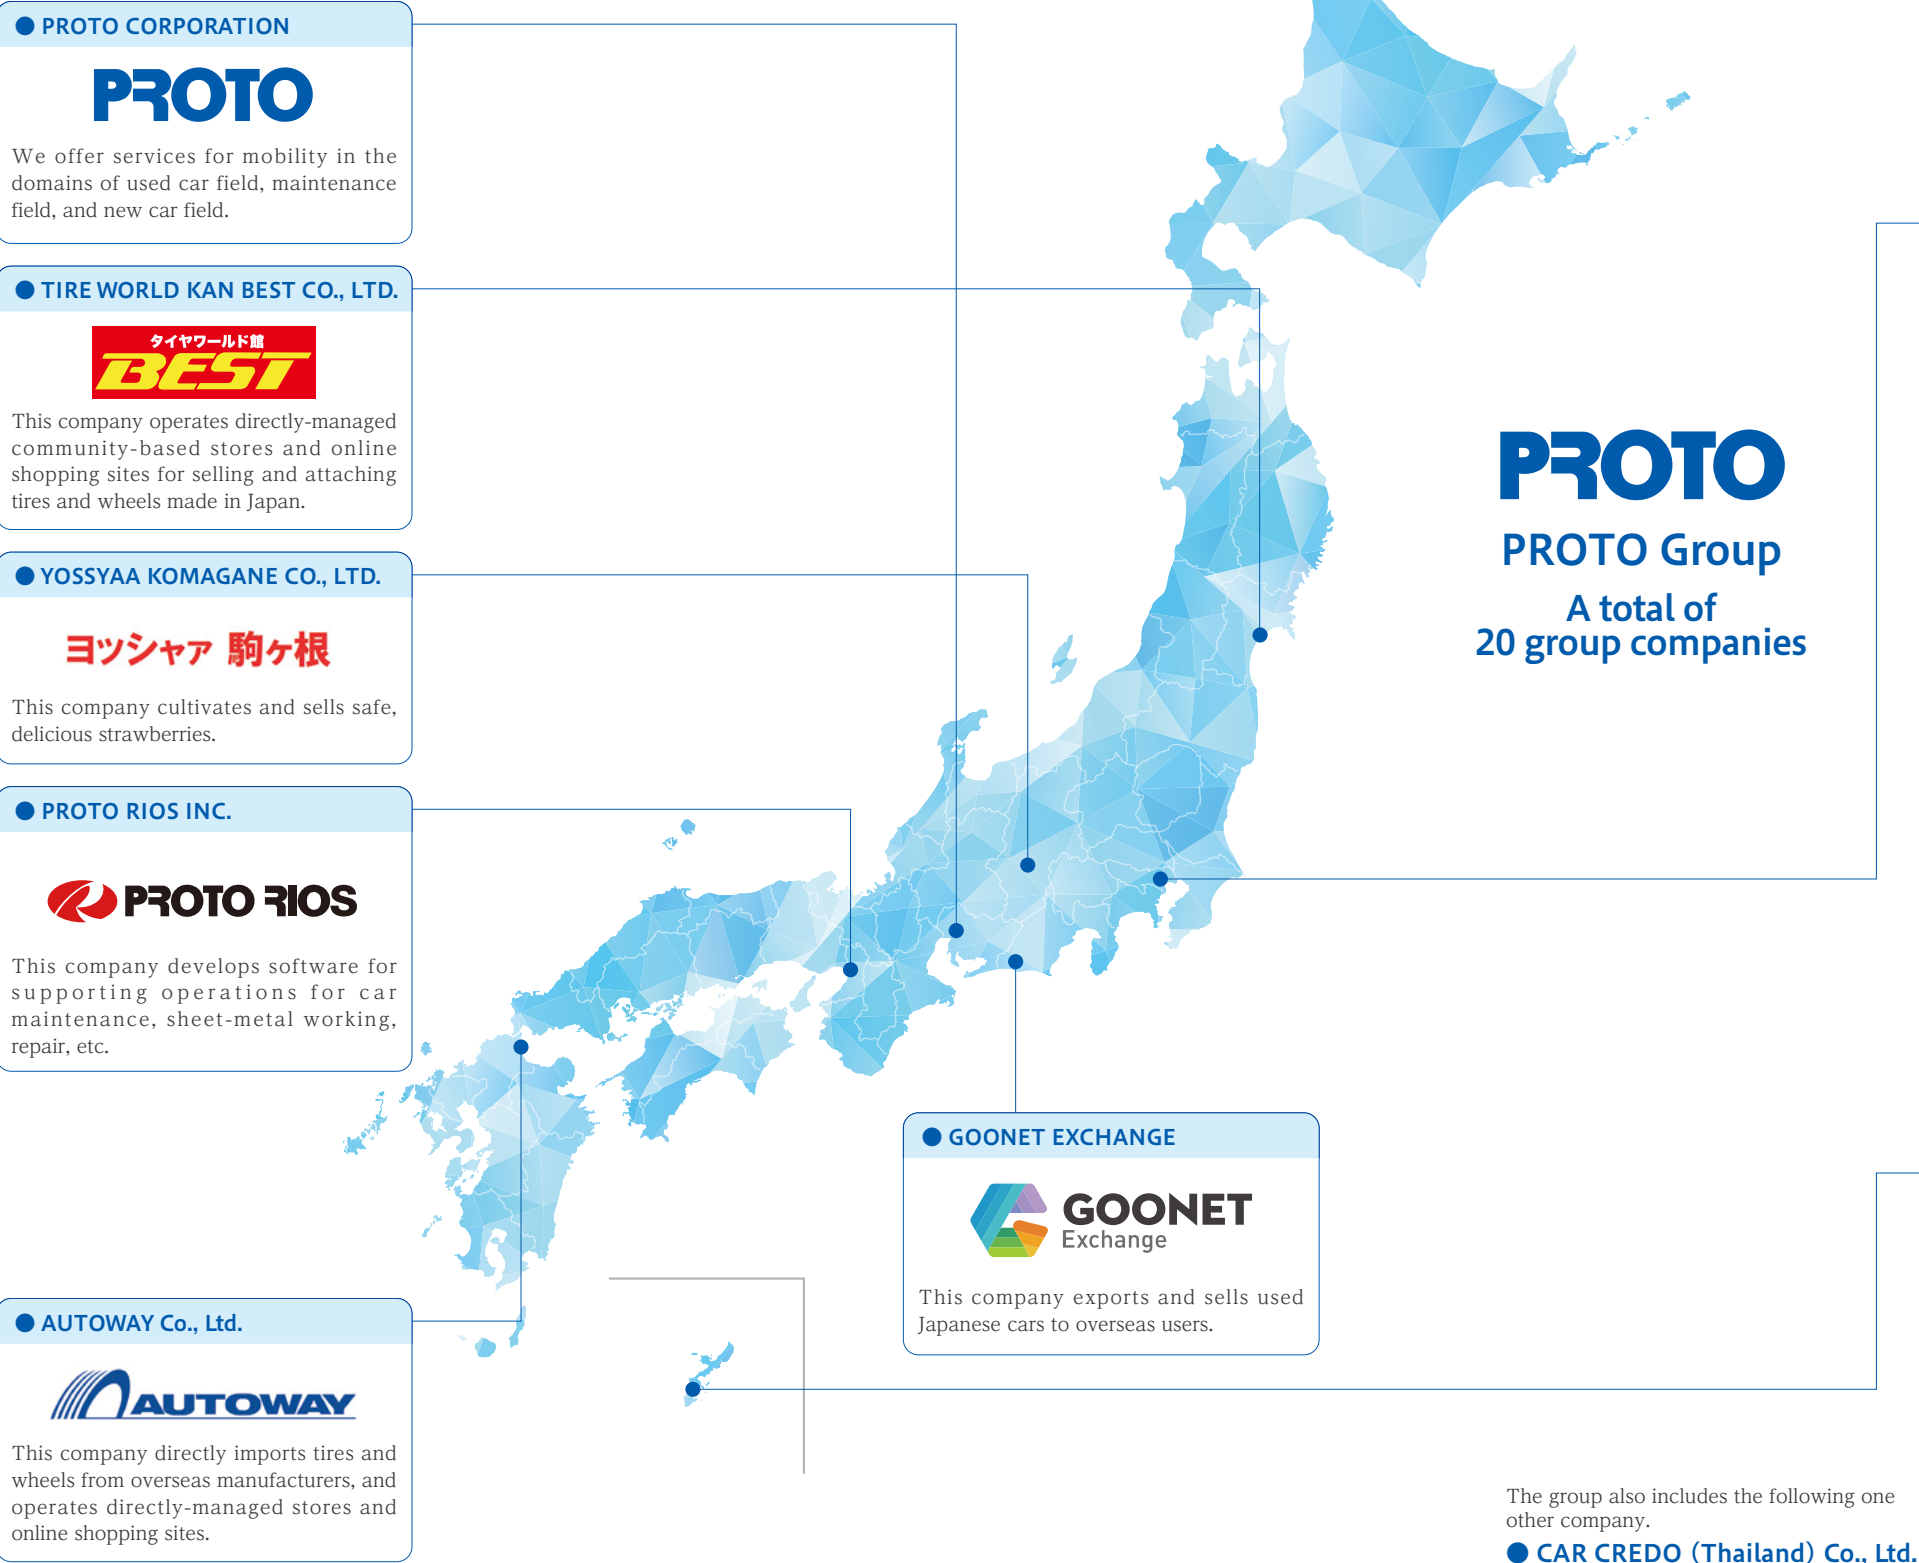 PROTO CORPORATION
PROTO
We offer services for mobility in the
domains of used car field, maintenance
field, and new car field.
TIRE WORLD KAN BEST CO., LTD.
タイヤワールド館
BEST
This company operates directly-managed
community-based stores and online
shopping sites for selling and attaching
tires and wheels made in Japan.
YOSSYAA KOMAGANE CO., LTD.
ヨッシャァ 駒ヶ根
This company cultivates and sells safe,
delicious strawberries.
PROTO RIOS INC.
PROTO RIOS
This company develops software for
supporting operations for car
maintenance, sheet-metal working,
repair, etc.
AUTOWAY Co., Ltd.
AUTOWAY
This company directly imports tires and
wheels from overseas manufacturers, and
operates directly-managed stores and
online shopping sites.
GOONET EXCHANGE
GOONET
Exchange
This company exports and sells used
Japanese cars to overseas users.
PROTO
PROTO Group
A total of
20 group companies
The group also includes the following one
other company.
CAR CREDO (Thailand) Co., Ltd.